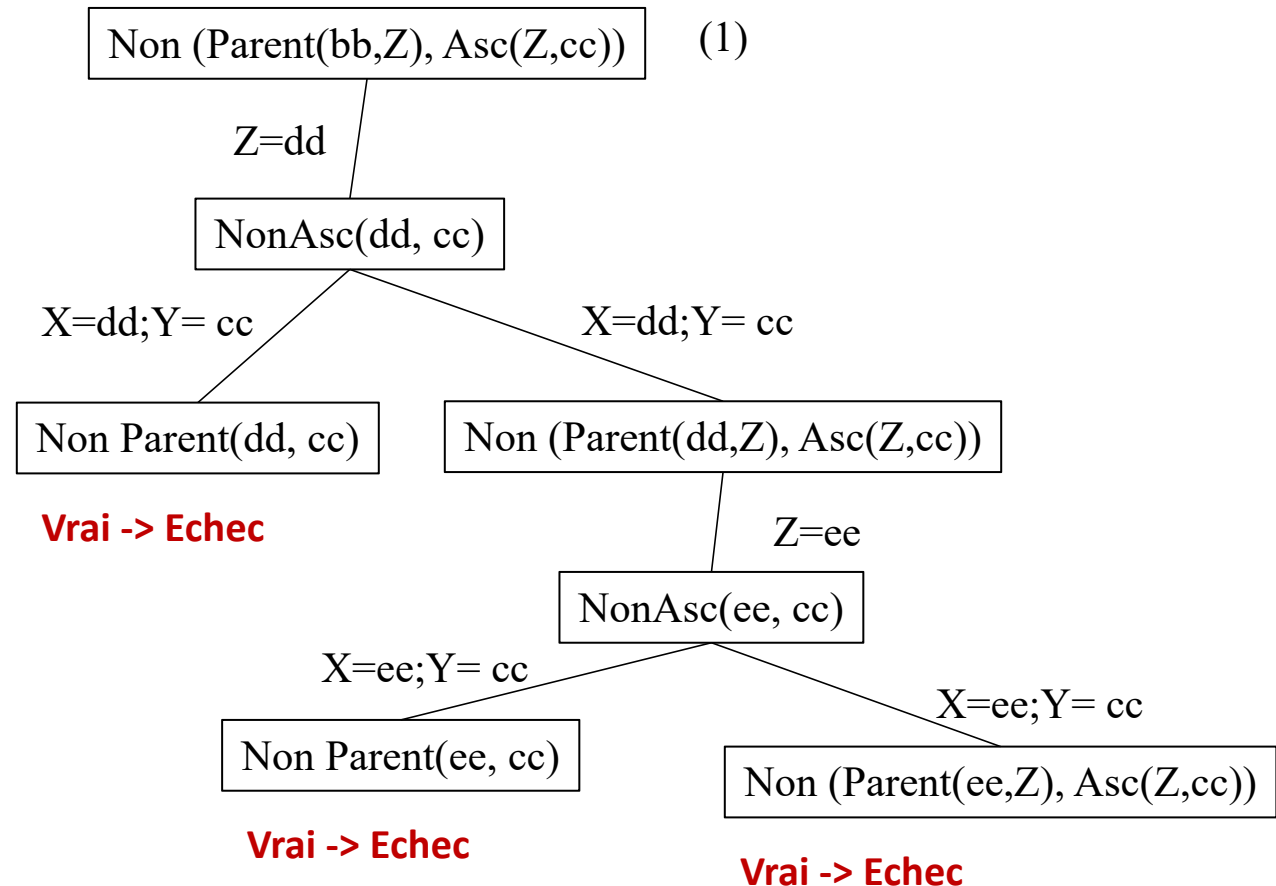 Non (Parent(bb,Z), Asc(Z,cc))
(1)
Z=dd
NonAsc(dd, cc)
X=dd;Y= cc
X=dd;Y= cc
Non Parent(dd, cc)
Non (Parent(dd,Z), Asc(Z,cc))
Vrai -> Echec
Z=ee
NonAsc(ee, cc)
X=ee;Y= cc
X=ee;Y= cc
Non Parent(ee, cc)
Non (Parent(ee,Z), Asc(Z,cc))
Vrai -> Echec
Vrai -> Echec